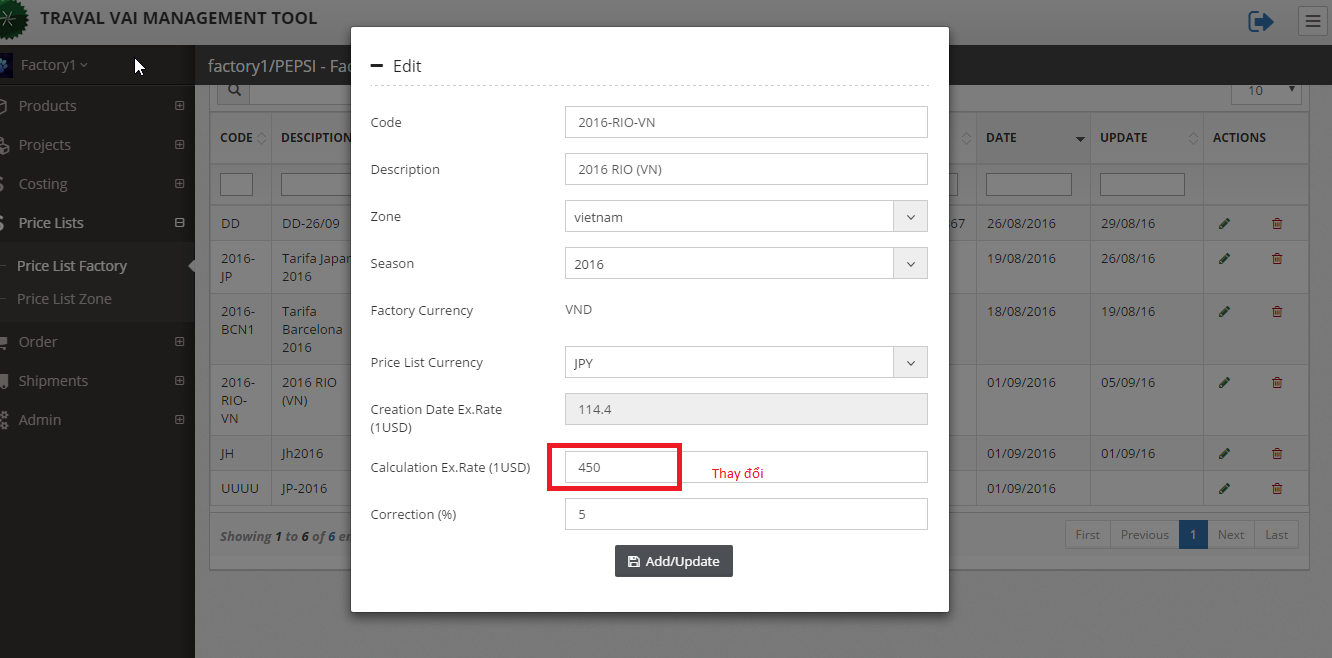 TRAVAL VAI MANAGEMENT TOOL
Factory1
factory1/PEPSI - Fac
Products
Projects
Costing
Price Lists
Price List Factory
Price List Zone
Order
Shipments
Admin
10
CODE DESCIPTION DATE UPDATE ACTIONS
DD DD-26/09 67 26/08/2016 29/08/16
2016-JP Tarifa Japan 2016 19/08/2016 26/08/16
2016-BCN1 Tarifa Barcelona 2016 18/08/2016 19/08/16
2016-RIO-VN 2016 RIO (VN) 01/09/2016 05/09/16
JH Jh2016 01/09/2016 01/09/16
UUUU JP-2016 01/09/2016
Showing 1 to 6 of 6 en
First Previous 1 Next Last
Edit
Code 2016-RIO-VN
Description 2016 RIO (VN)
Zone vietnam
Season 2016
Factory Currency VND
Price List Currency JPY
Creation Date Ex.Rate (1USD) 114.4
Calculation Ex.Rate (1USD) 450 Thay đổi
Correction (%) 5
Add/Update